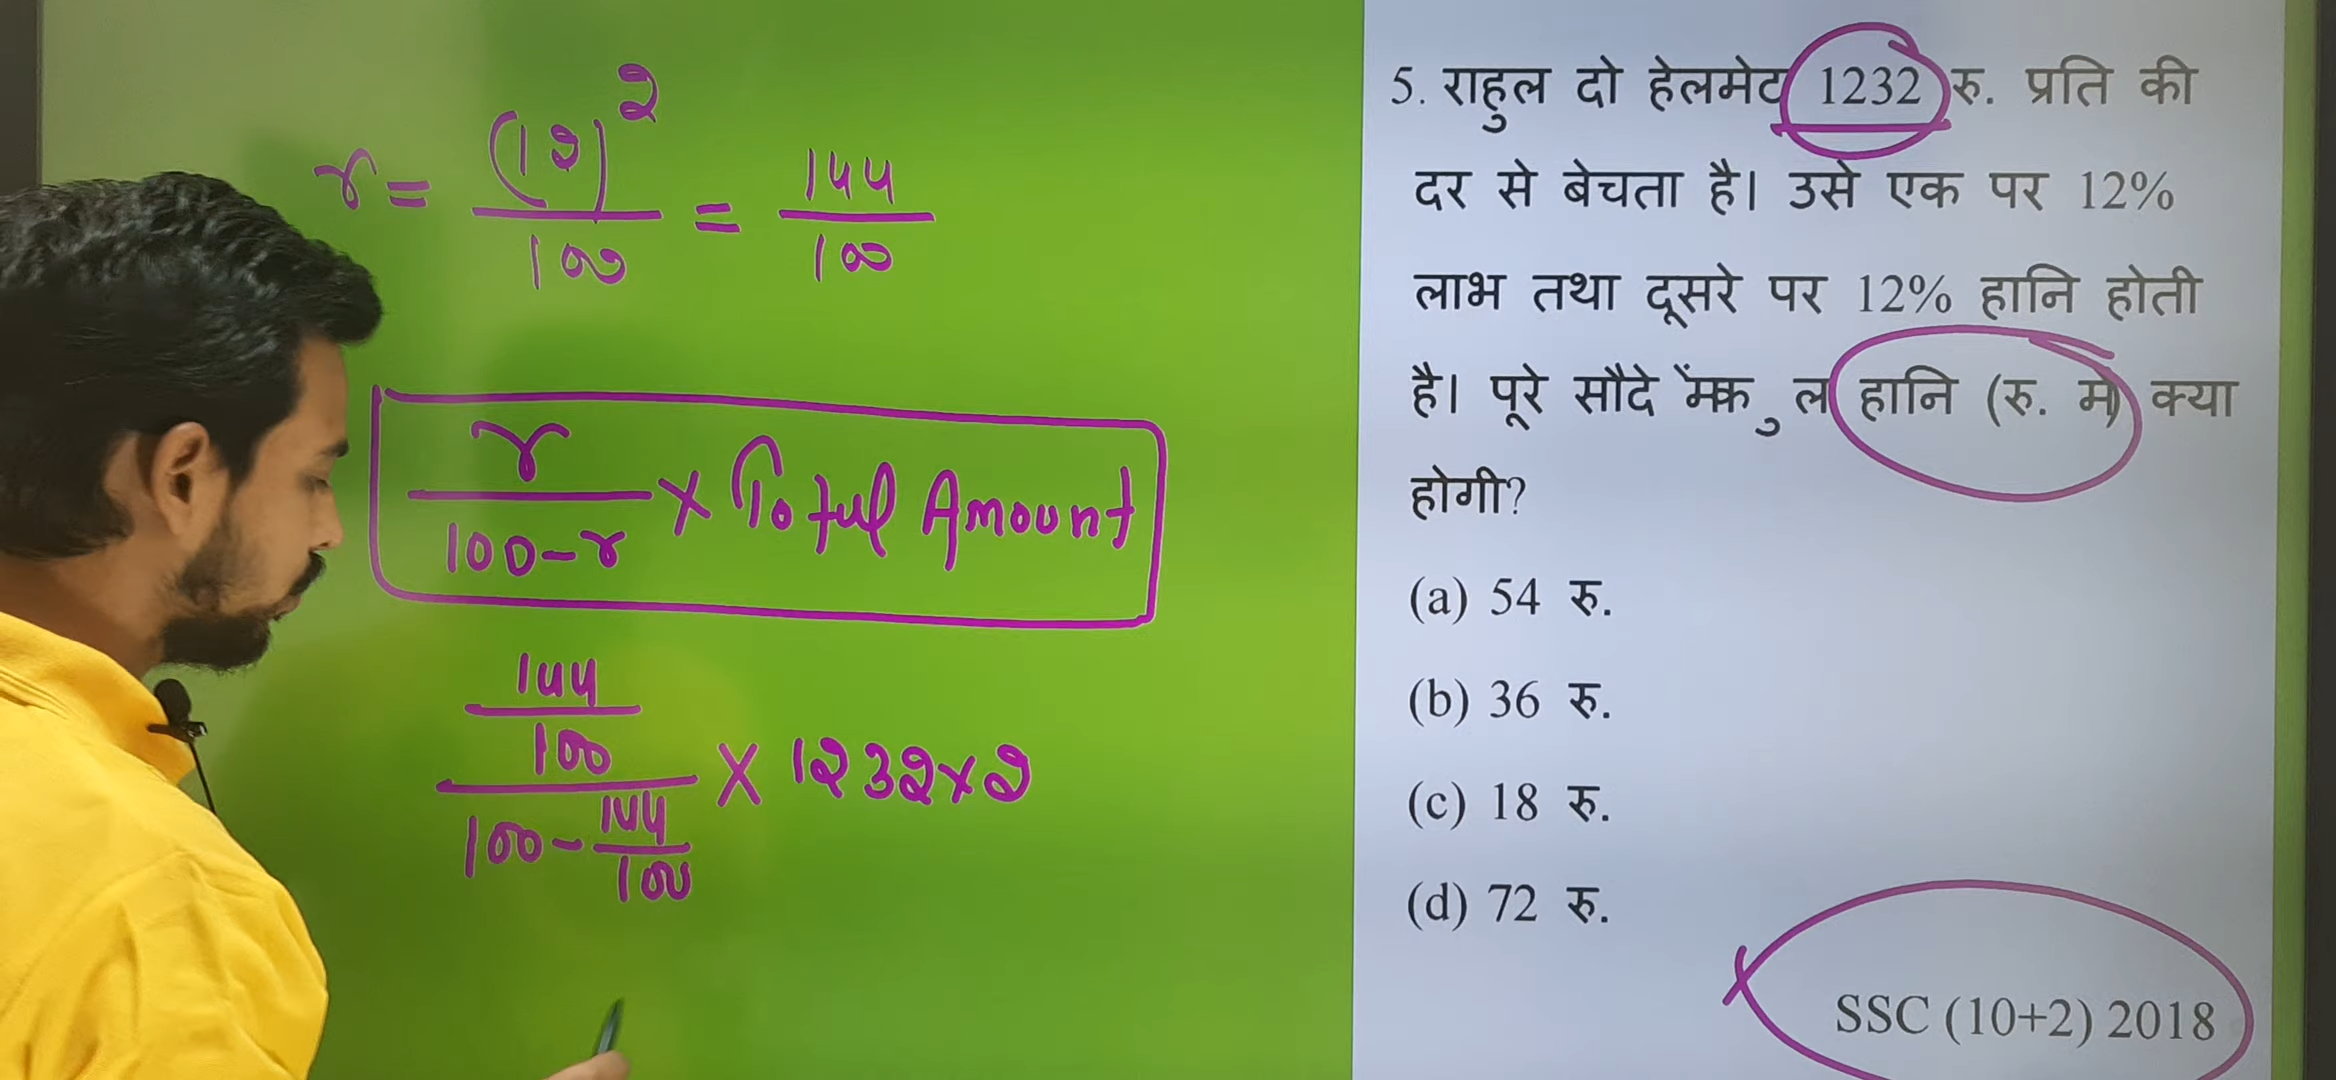 r = (12)² / 100 = 144 / 100
r / 100-r × Total Amount
144 / 100 / 100 - 144 / 100 × 1232×2
5. राहुल दो हेलमेट 1232 रु. प्रति की
दर से बेचता है। उसे एक पर 12%
लाभ तथा दूसरे पर 12% हानि होती
है। पूरे सौदे में कुल हानि (रु. में) क्या
होगी?
(a) 54 रु.
(b) 36 रु.
(c) 18 रु.
(d) 72 रु.
SSC (10+2) 2018